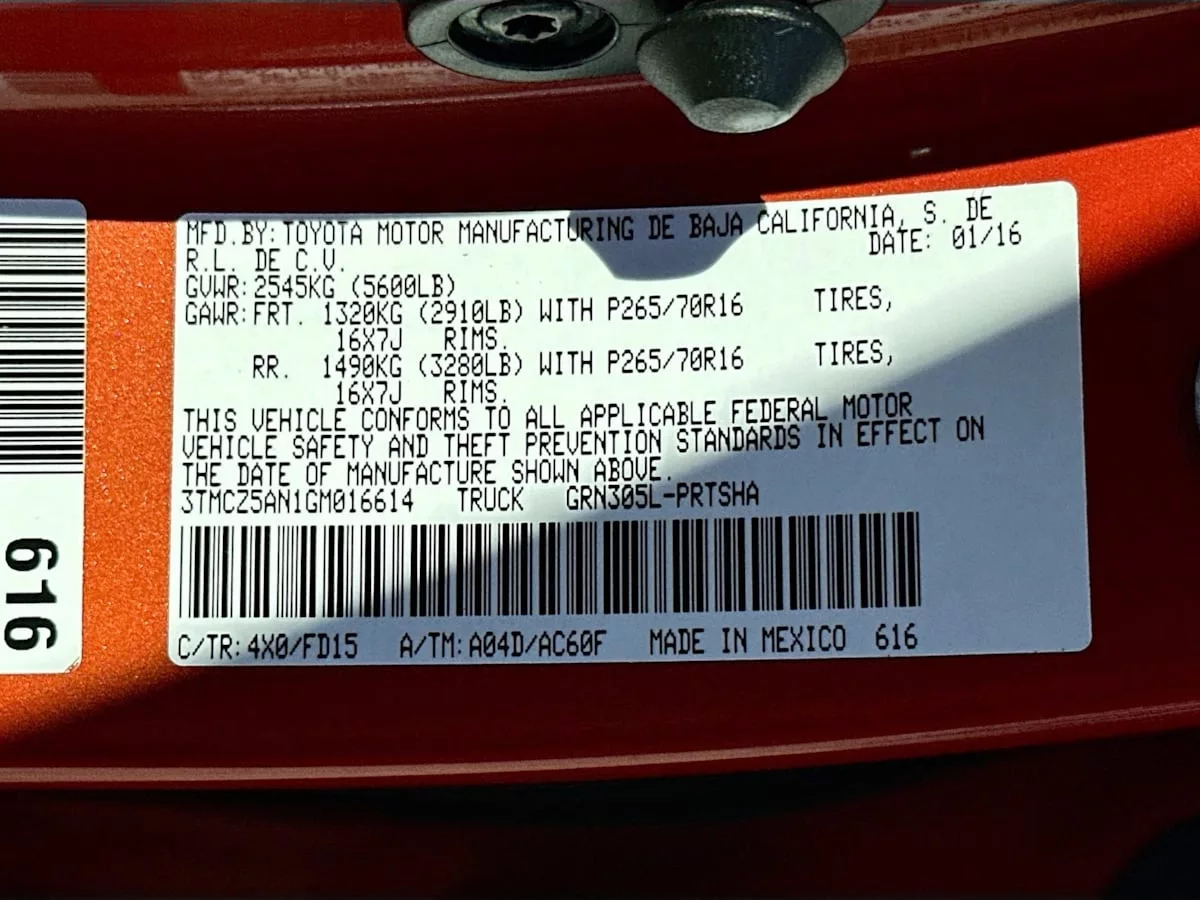 MFD.BY:TOYOTA MOTOR MANUFACTURING DE BAJA CALIFORNIA, S. DE
R.L. DE C.V. DATE: 01/16
GVWR:2545KG (5600LB)
GAWR:FRT. 1320KG (2910LB) WITH P265/70R16 TIRES,
16X7J RIMS.
RR. 1490KG (3280LB) WITH P265/70R16 TIRES,
16X7J RIMS.
THIS VEHICLE CONFORMS TO ALL APPLICABLE FEDERAL MOTOR
VEHICLE SAFETY AND THEFT PREVENTION STANDARDS IN EFFECT ON
THE DATE OF MANUFACTURE SHOWN ABOVE.
3TMCZ5AN1GM016614 TRUCK GRN305L-PRTSHA
C/TR:4X0/FD15 A/TM:A04D/AC60F MADE IN MEXICO 616
616